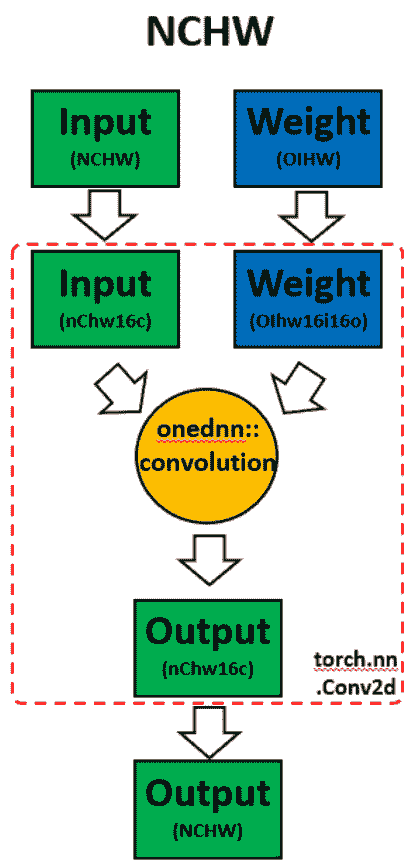 NCHW
Input
(NCHW)
Weight
(OIHW)
Input
(nChw16c)
Weight
(OIhw16i16o)
onednn::
convolution
Output
(nChw16c)
torch.nn
.Conv2d
Output
(NCHW)